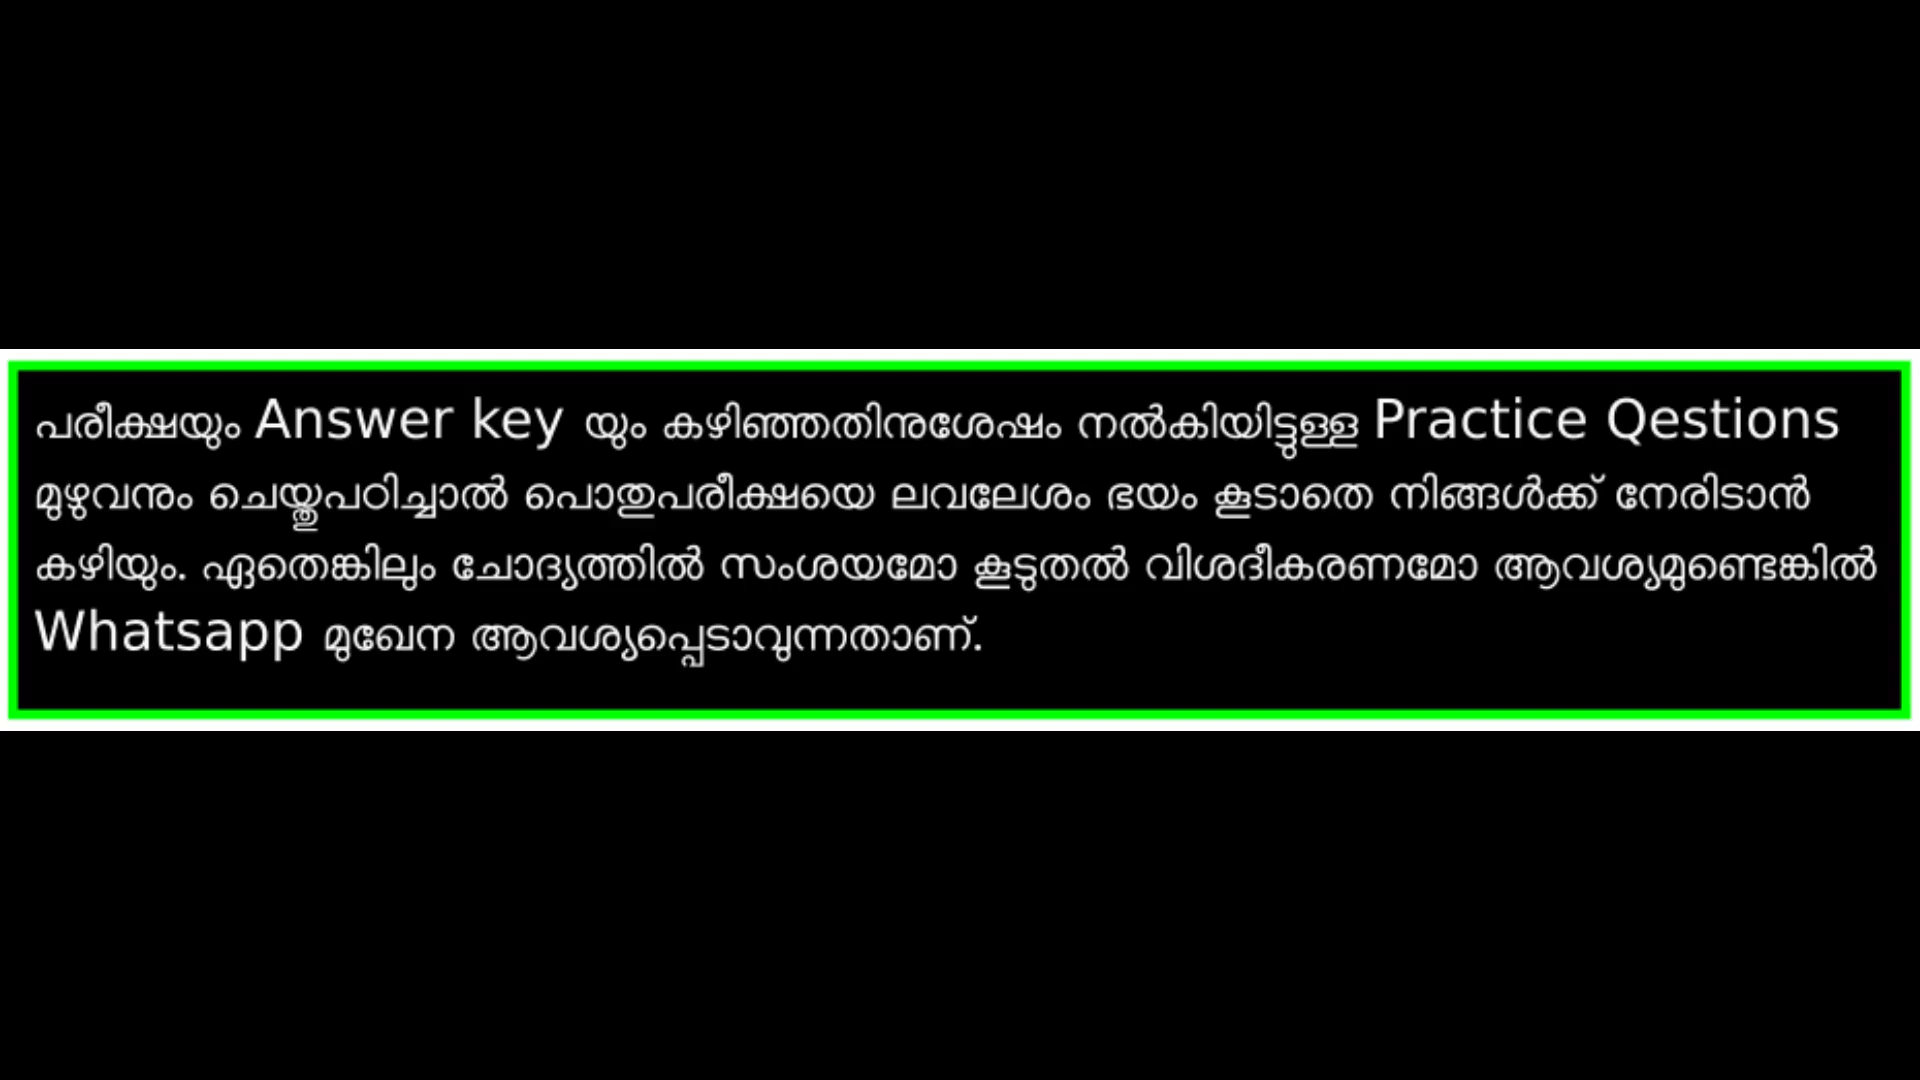 പരീക്ഷയും Answer key യും കഴിഞ്ഞതിനുശേഷം നൽകിയിട്ടുള്ള Practice Qestions
മുഴുവനും ചെയ്തുപഠിച്ചാൽ പൊതുപരീക്ഷയെ ലവലേശം ഭയം കൂടാതെ നിങ്ങൾക്ക് നേരിടാൻ
കഴിയും. ഏതെങ്കിലും ചോദ്യത്തിൽ സംശയമോ കൂടുതൽ വിശദീകരണമോ ആവശ്യമുണ്ടെങ്കിൽ
Whatsapp മുഖേന ആവശ്യപ്പെടാവുന്നതാണ്.